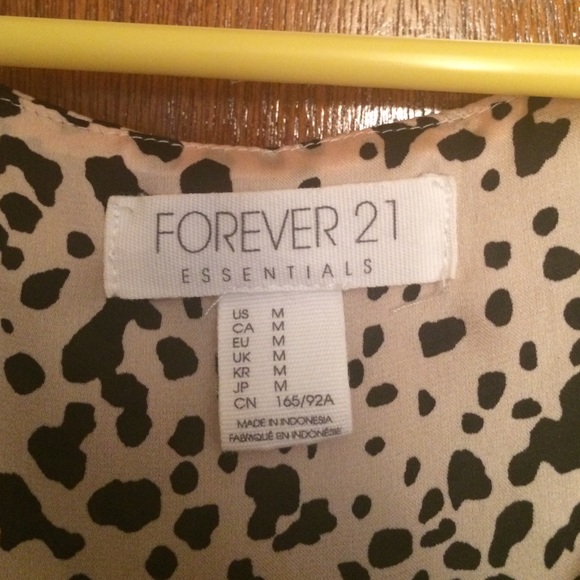 FOREVER 21
ESSENTIALS
US M
CA M
EU M
UK M
KR M
JP M
CN 165/92A
MADE IN INDONESIA
FABRIQUÉ EN INDONÉSIE